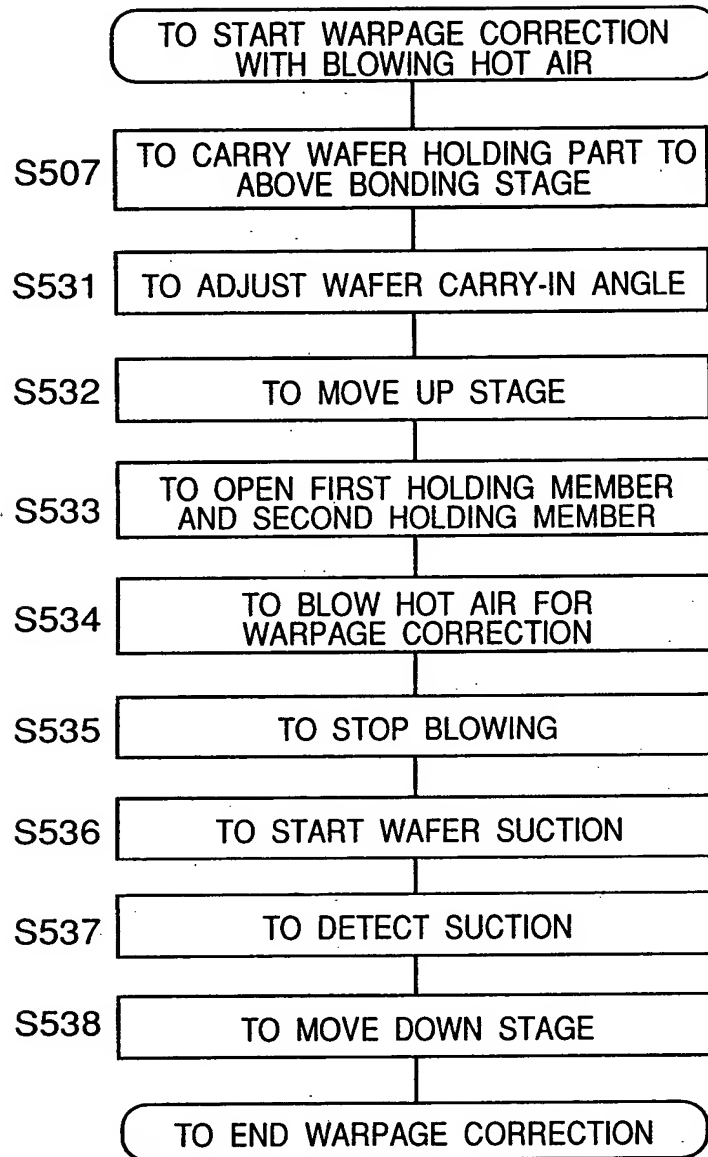 TO START WARPAGE CORRECTION
WITH BLOWING HOT AIR
S507
TO CARRY WAFER HOLDING PART TO
ABOVE BONDING STAGE
S531
TO ADJUST WAFER CARRY-IN ANGLE
S532
TO MOVE UP STAGE
S533
TO OPEN FIRST HOLDING MEMBER
AND SECOND HOLDING MEMBER
S534
TO BLOW HOT AIR FOR
WARPAGE CORRECTION
S535
TO STOP BLOWING
S536
TO START WAFER SUCTION
S537
TO DETECT SUCTION
S538
TO MOVE DOWN STAGE
TO END WARPAGE CORRECTION